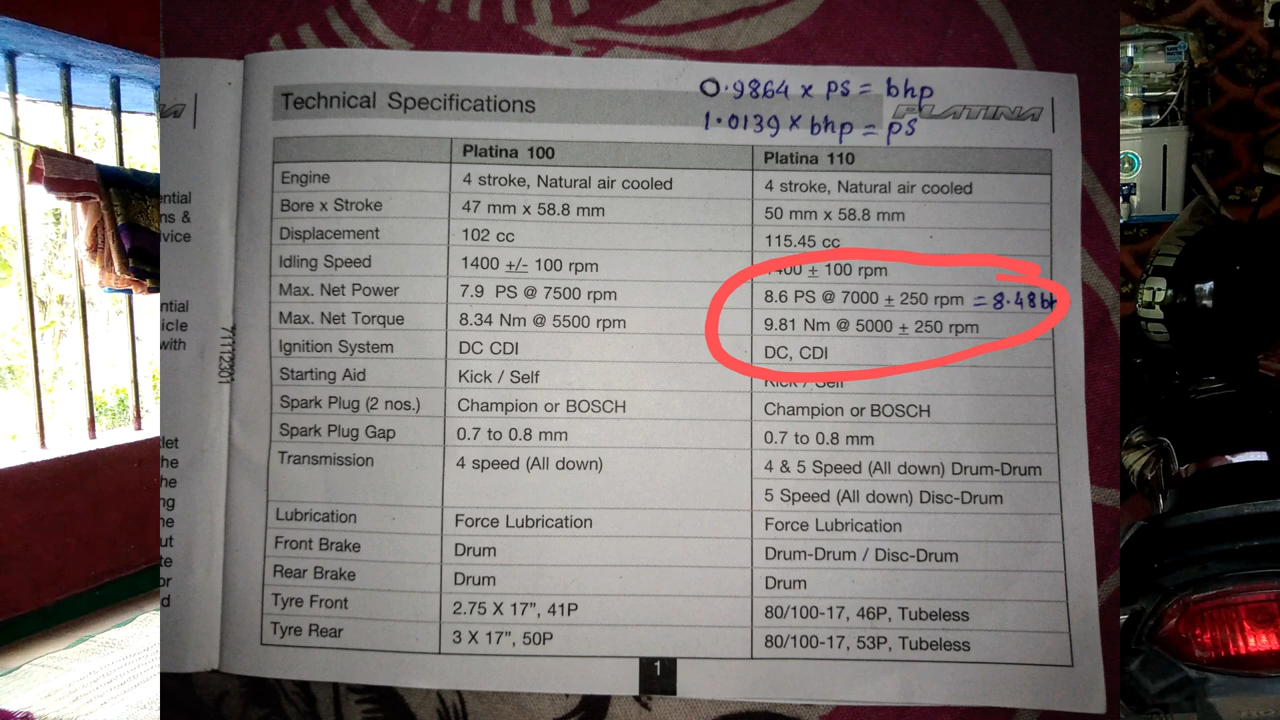 0.9864 x ps = bhp
Technical Specifications PLATINA
1.0139 x bhp = ps
Platina 100 Platina 110
Engine 4 stroke, Natural air cooled 4 stroke, Natural air cooled
Bore x Stroke 47 mm x 58.8 mm 50 mm x 58.8 mm
Displacement 102 cc 115.45 cc
Idling Speed 1400 +/- 100 rpm 1400 ± 100 rpm
Max. Net Power 7.9 PS @ 7500 rpm 8.6 PS @ 7000 ± 250 rpm = 8.48 bh
Max. Net Torque 8.34 Nm @ 5500 rpm 9.81 Nm @ 5000 ± 250 rpm
Ignition System DC CDI DC, CDI
Starting Aid Kick / Self Kick / Self
Spark Plug (2 nos.) Champion or BOSCH Champion or BOSCH
Spark Plug Gap 0.7 to 0.8 mm 0.7 to 0.8 mm
Transmission 4 speed (All down) 4 & 5 Speed (All down) Drum-Drum
5 Speed (All down) Disc-Drum
Lubrication Force Lubrication Force Lubrication
Front Brake Drum Drum-Drum / Disc-Drum
Rear Brake Drum Drum
Tyre Front 2.75 X 17", 41P 80/100-17, 46P, Tubeless
Tyre Rear 3 X 17", 50P 80/100-17, 53P, Tubeless
1
71112301